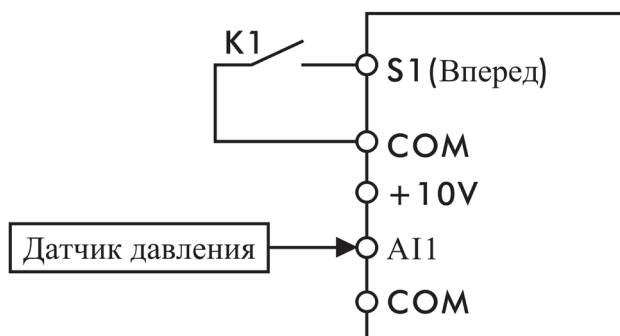 K1
S1(Вперед)
COM
+10V
Датчик давления
AI1
COM